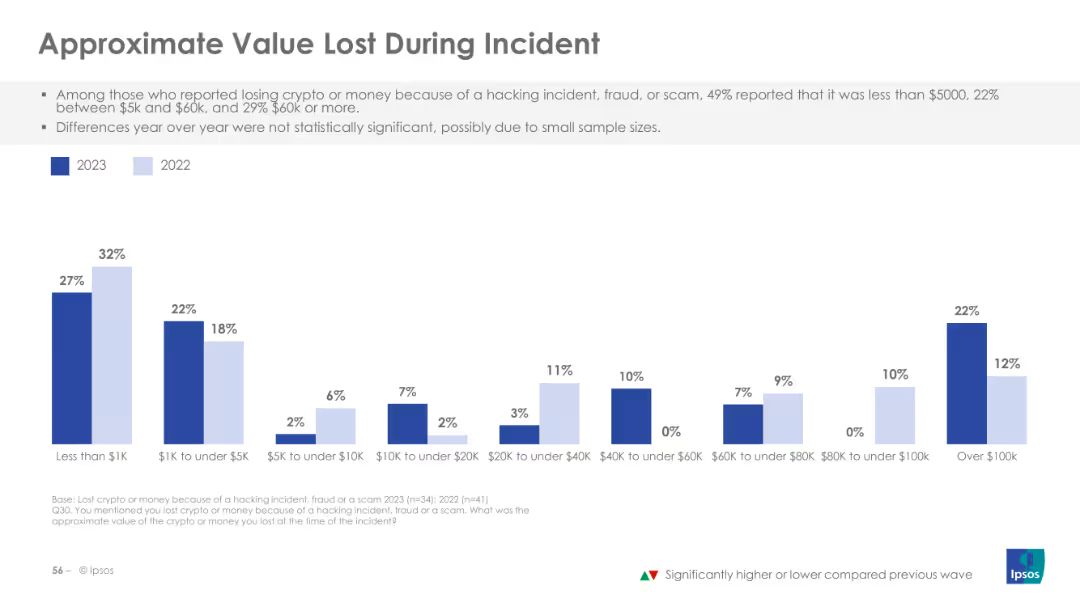 Approximate Value Lost During Incident
▪ Among those who reported losing crypto or money because of a hacking incident, fraud, or scam, 49% reported that it was less than $5000, 22%
between $5k and $60k, and 29% $60k or more.
▪ Differences year over year were not statistically significant, possibly due to small sample sizes.
2023 2022
27% 32% 22% 18% 2% 6% 7% 2% 3% 11% 10% 0% 7% 9% 0% 10% 22% 12%
Less than $1K $1K to under $5K $5K to under $10K $10K to under $20K $20K to under $40K $40K to under $60K $60K to under $80K $80K to under $100k Over $100k
Base: Lost crypto or money because of a hacking incident, fraud or a scam 2023 (n=34); 2022 (n=41)
Q30. You mentioned you lost crypto or money because of a hacking incident, fraud or a scam. What was the
approximate value of the crypto or money you lost at the time of the incident?
56 – © Ipsos
Significantly higher or lower compared previous wave
Ipsos